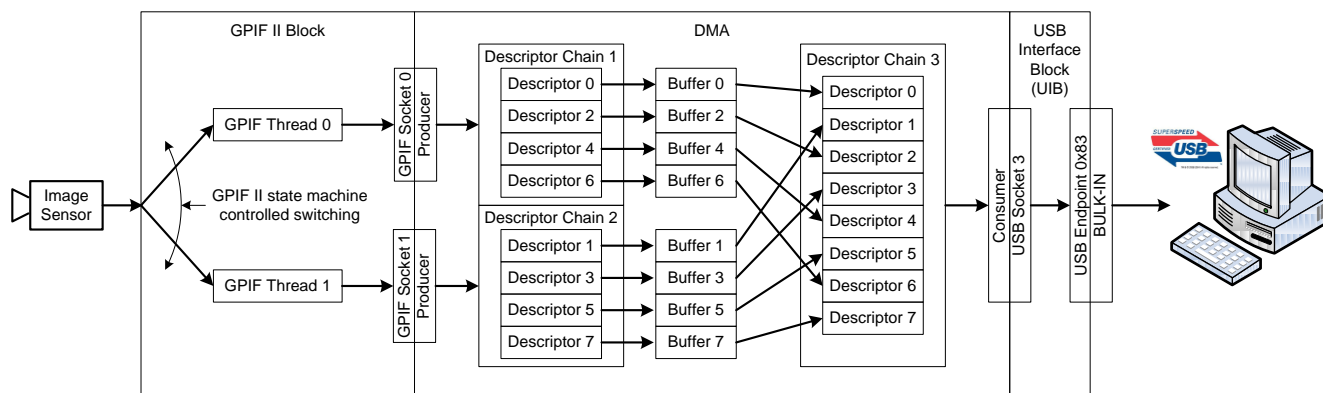 GPIF II Block
DMA
USB
Interface
Block
(UIB)
Image
Sensor
GPIF Thread 0
GPIF II state machine
controlled switching
GPIF Thread 1
GPIF Socket 0
Producer
GPIF Socket1
Producer
Descriptor Chain 1
Descriptor 0
Descriptor 2
Descriptor 4
Descriptor 6
Descriptor Chain 2
Descriptor 1
Descriptor 3
Descriptor 5
Descriptor 7
Buffer 0
Buffer 2
Buffer 4
Buffer 6
Buffer 1
Buffer 3
Buffer 5
Buffer 7
Descriptor Chain 3
Descriptor 0
Descriptor 1
Descriptor 2
Descriptor 3
Descriptor 4
Descriptor 5
Descriptor 6
Descriptor 7
Consumer
USB Socket 3
USB Endpoint 0x83
BULK-IN
SUPERSPEED
CERTIFIED
USB